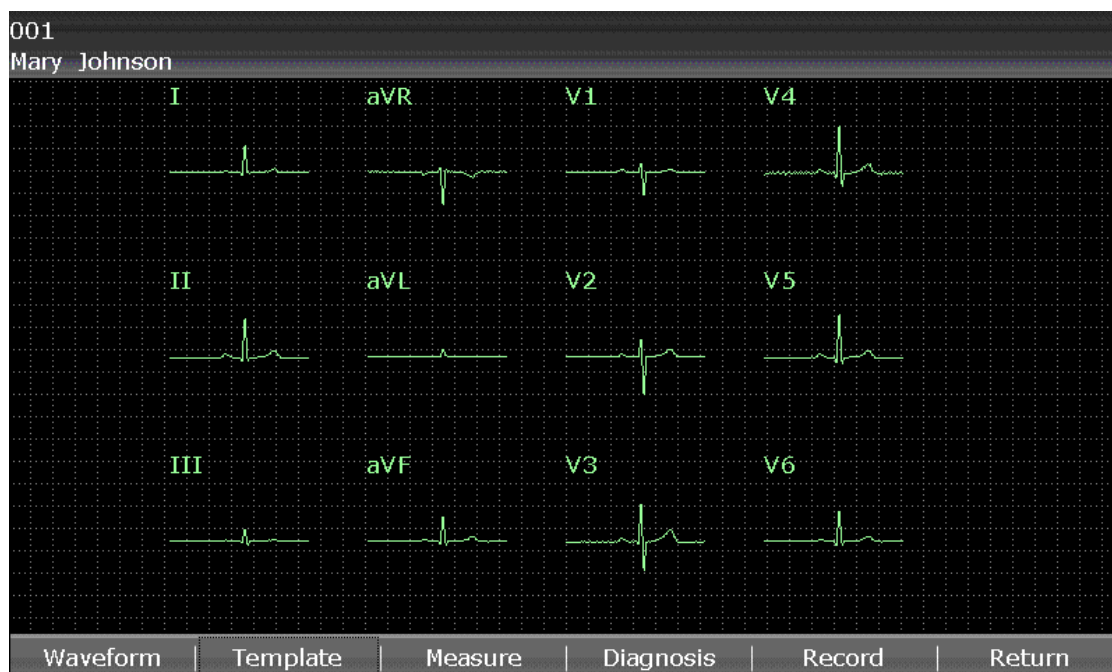 001
Mary Johnson
I aVR V1 V4
II aVL V2 V5
III aVF V3 V6
Waveform Template Measure Diagnosis Record Return